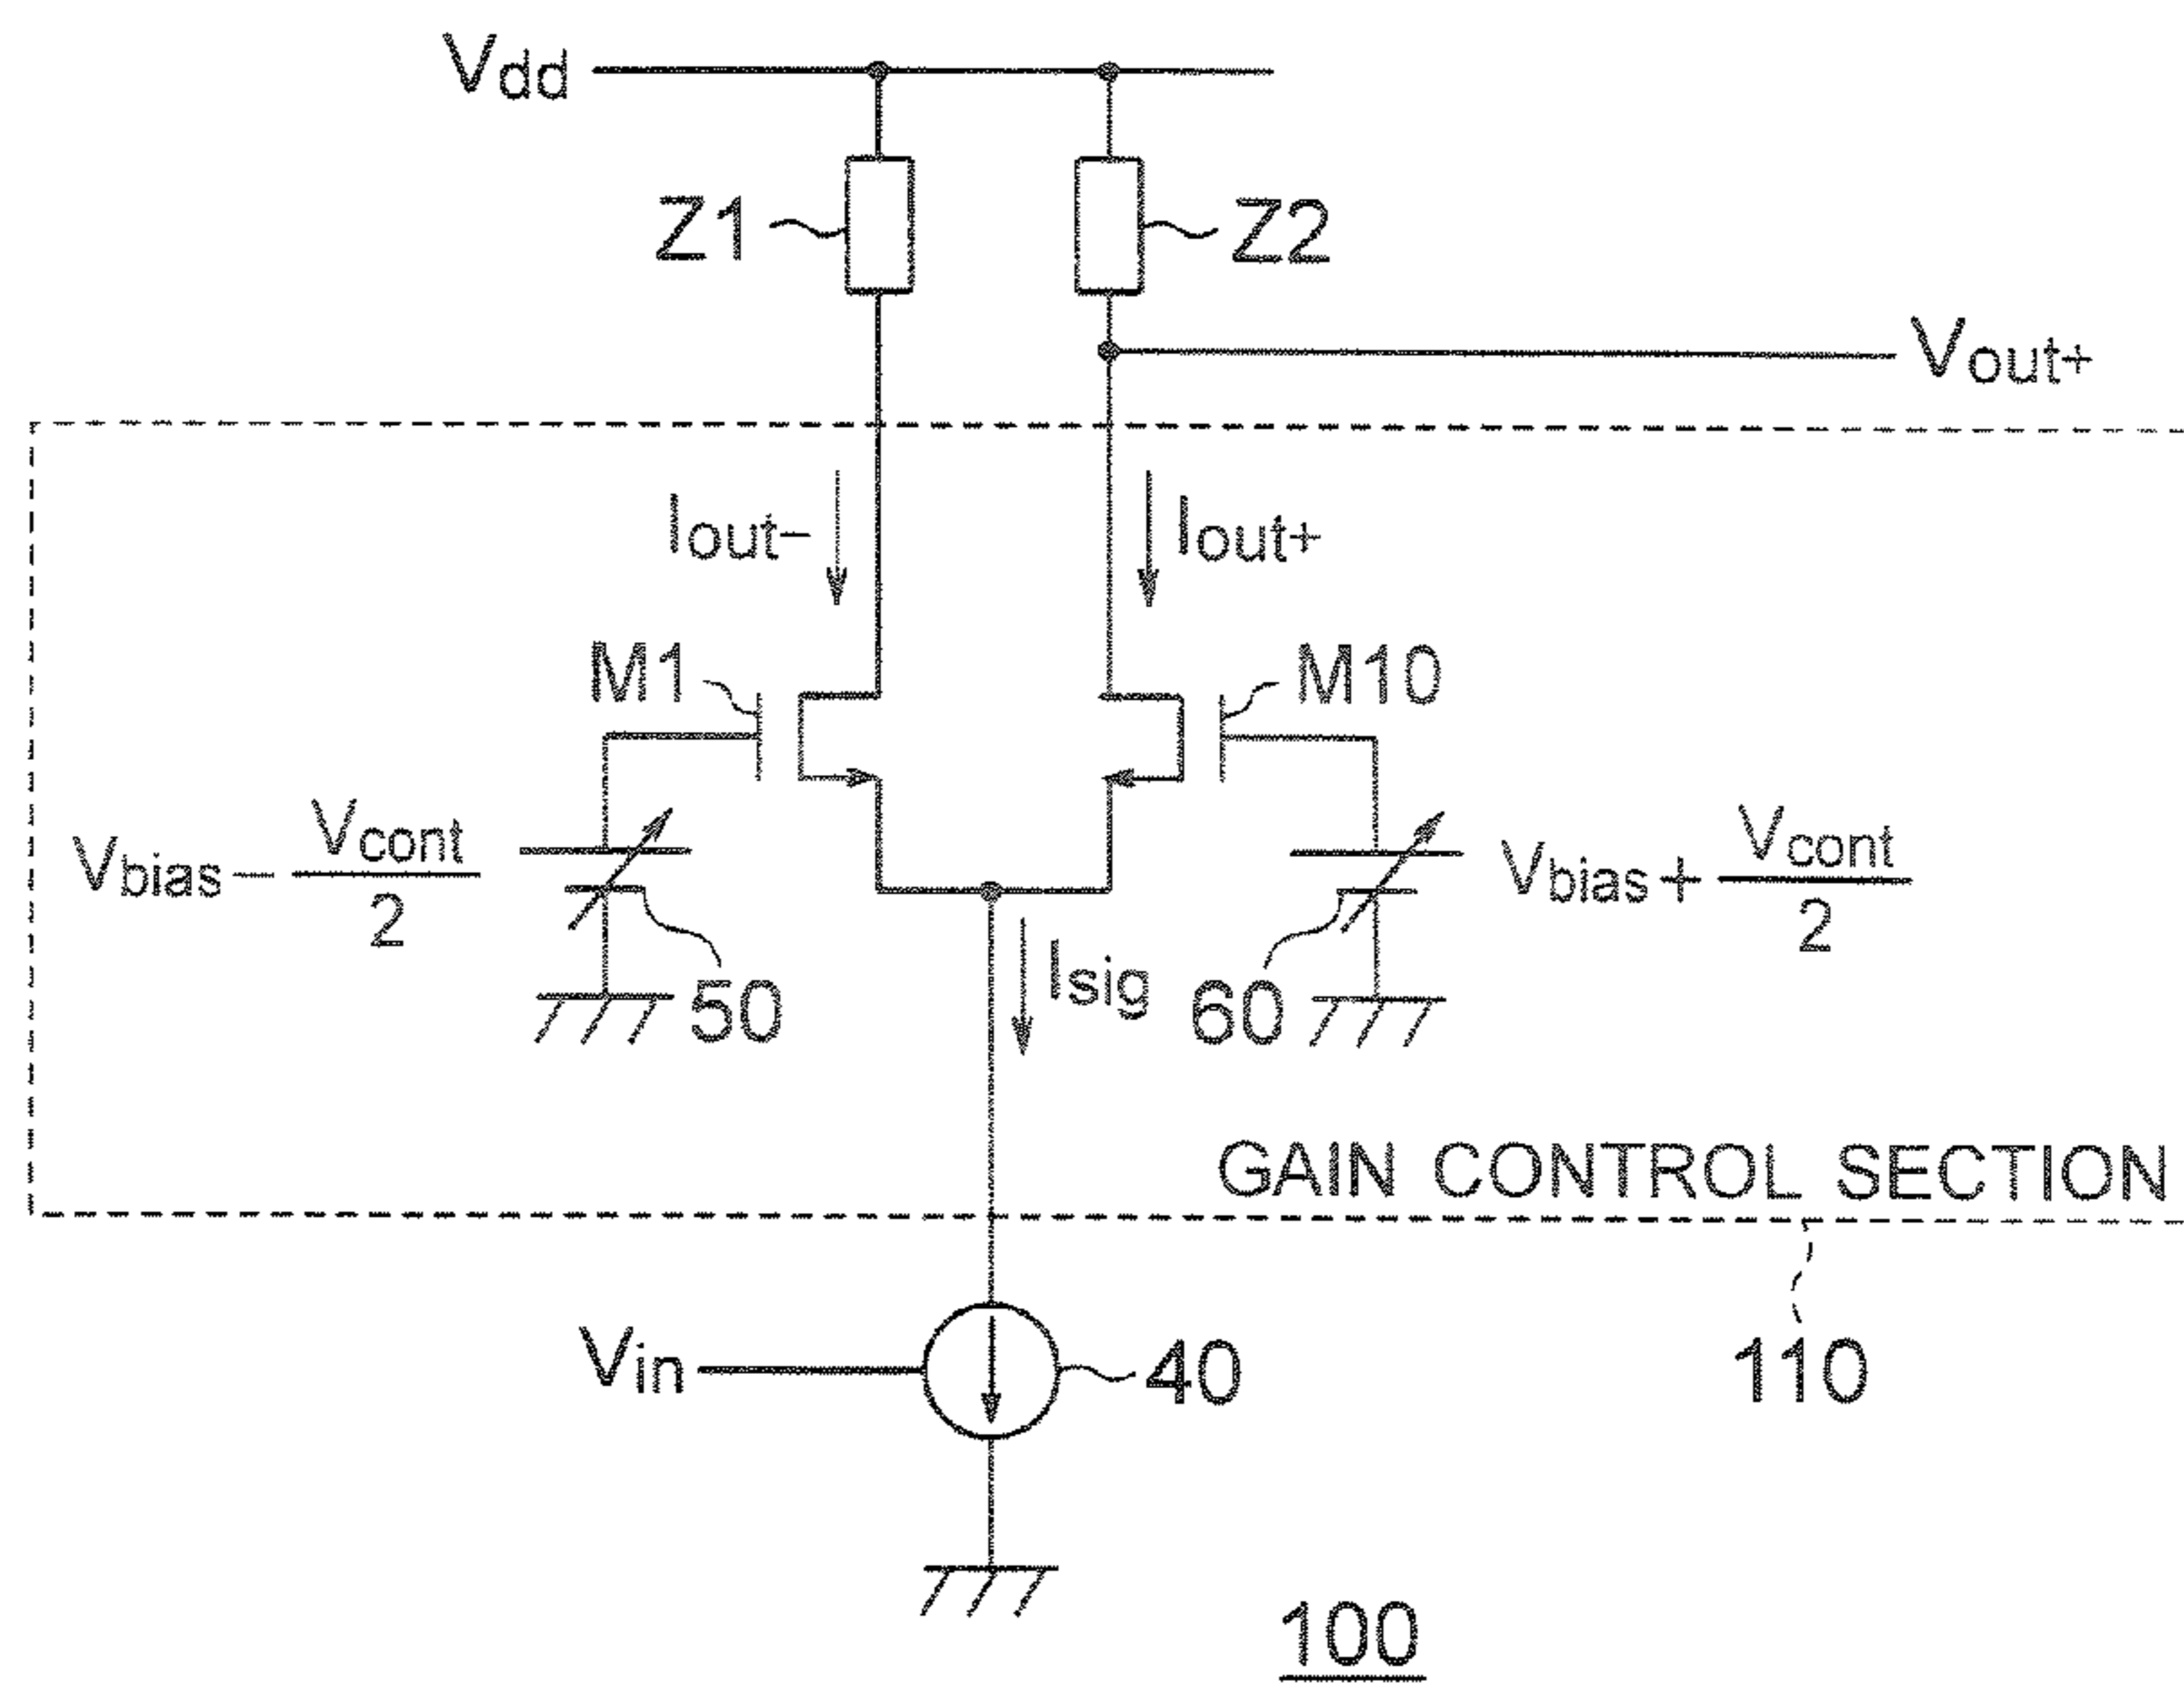 Vdd
Z1
Z2
Vout+
Iout−
Iout+
M1
M10
Vbias − Vcont/2
Vbias + Vcont/2
50
Isig
60
GAIN CONTROL SECTION
Vin
40
110
100